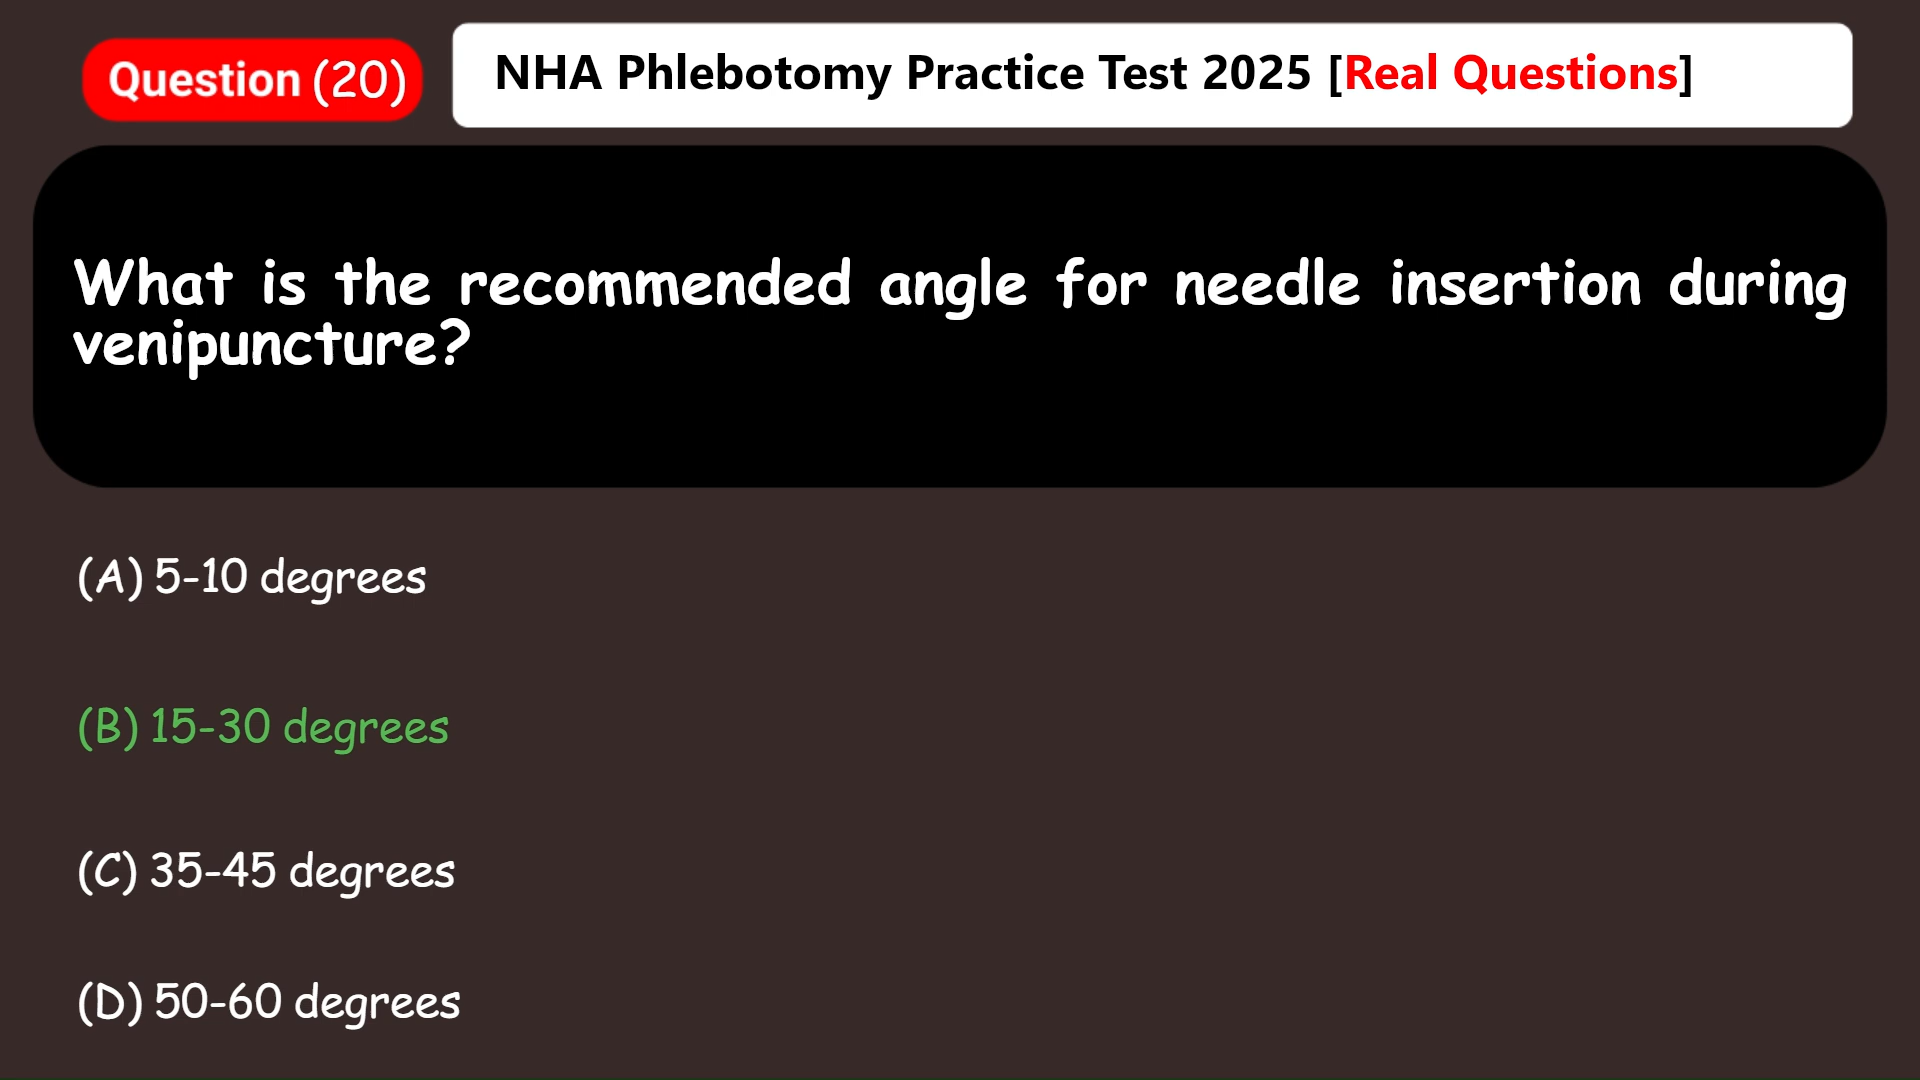 Question (20)
NHA Phlebotomy Practice Test 2025 [Real Questions]
What is the recommended angle for needle insertion during
venipuncture?
(A) 5-10 degrees
(B) 15-30 degrees
(C) 35-45 degrees
(D) 50-60 degrees